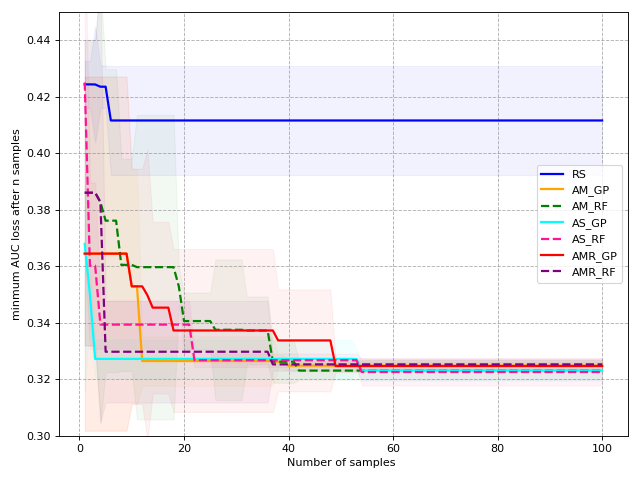 0.44
0.42
0.40
0.38
0.36
0.34
0.32
0.30
minmum AUC loss after n samples
0
20
40
60
80
100
Number of samples
RS
AM_GP
AM_RF
AS_GP
AS_RF
AMR_GP
AMR_RF